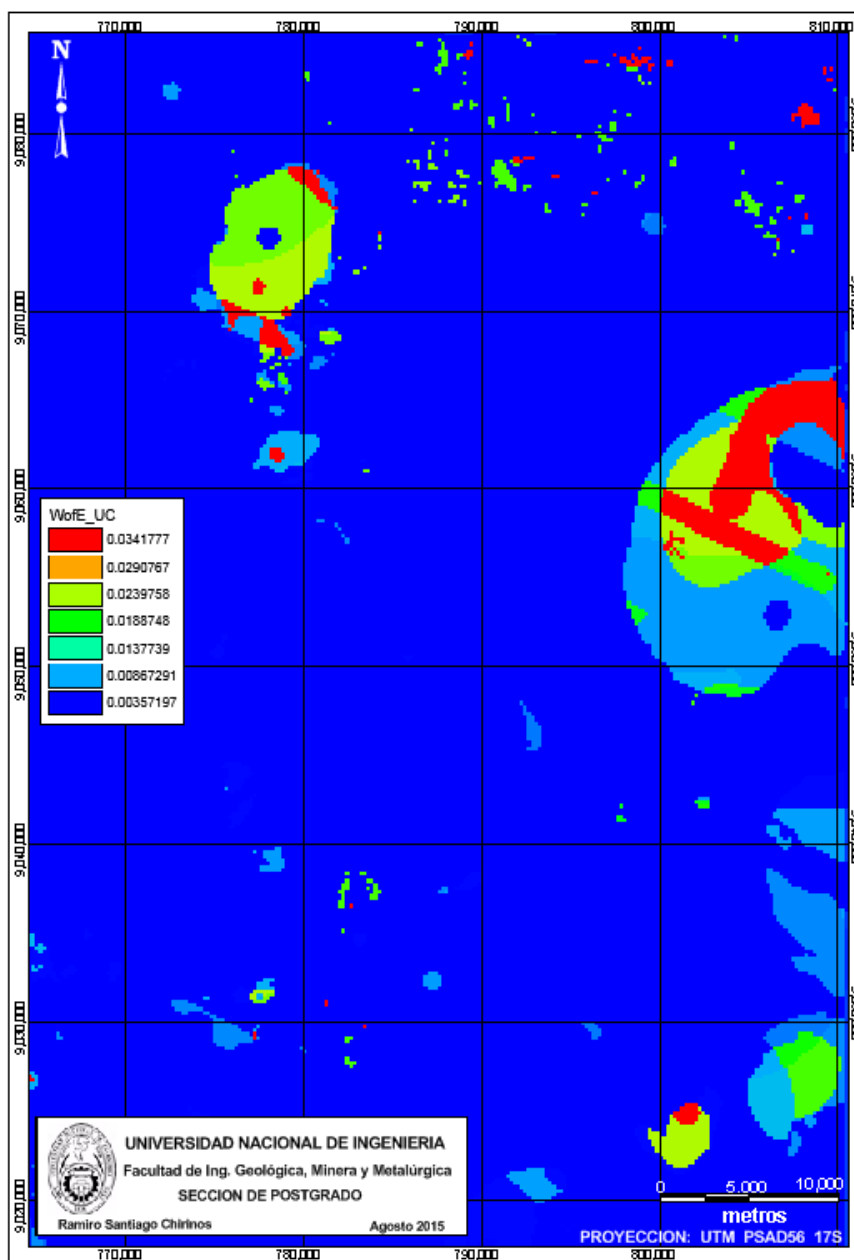 770,000 780,000 790,000 800,000 810,000
N
9,080,000
9,070,000
9,060,000
9,050,000
9,040,000
9,030,000
9,020,000
WofE_UC
0.0341777
0.0290767
0.0239758
0.0188748
0.0137739
0.00867291
0.00357197
UNIVERSIDAD NACIONAL DE INGENIERIA
Facultad de Ing. Geológica, Minera y Metalúrgica
SECCION DE POSTGRADO
Ramiro Santiago Chirinos Agosto 2015
0 5,000 10,000
metros
PROYECCION: UTM PSAD56 17S
770,000 780,000 790,000 800,000